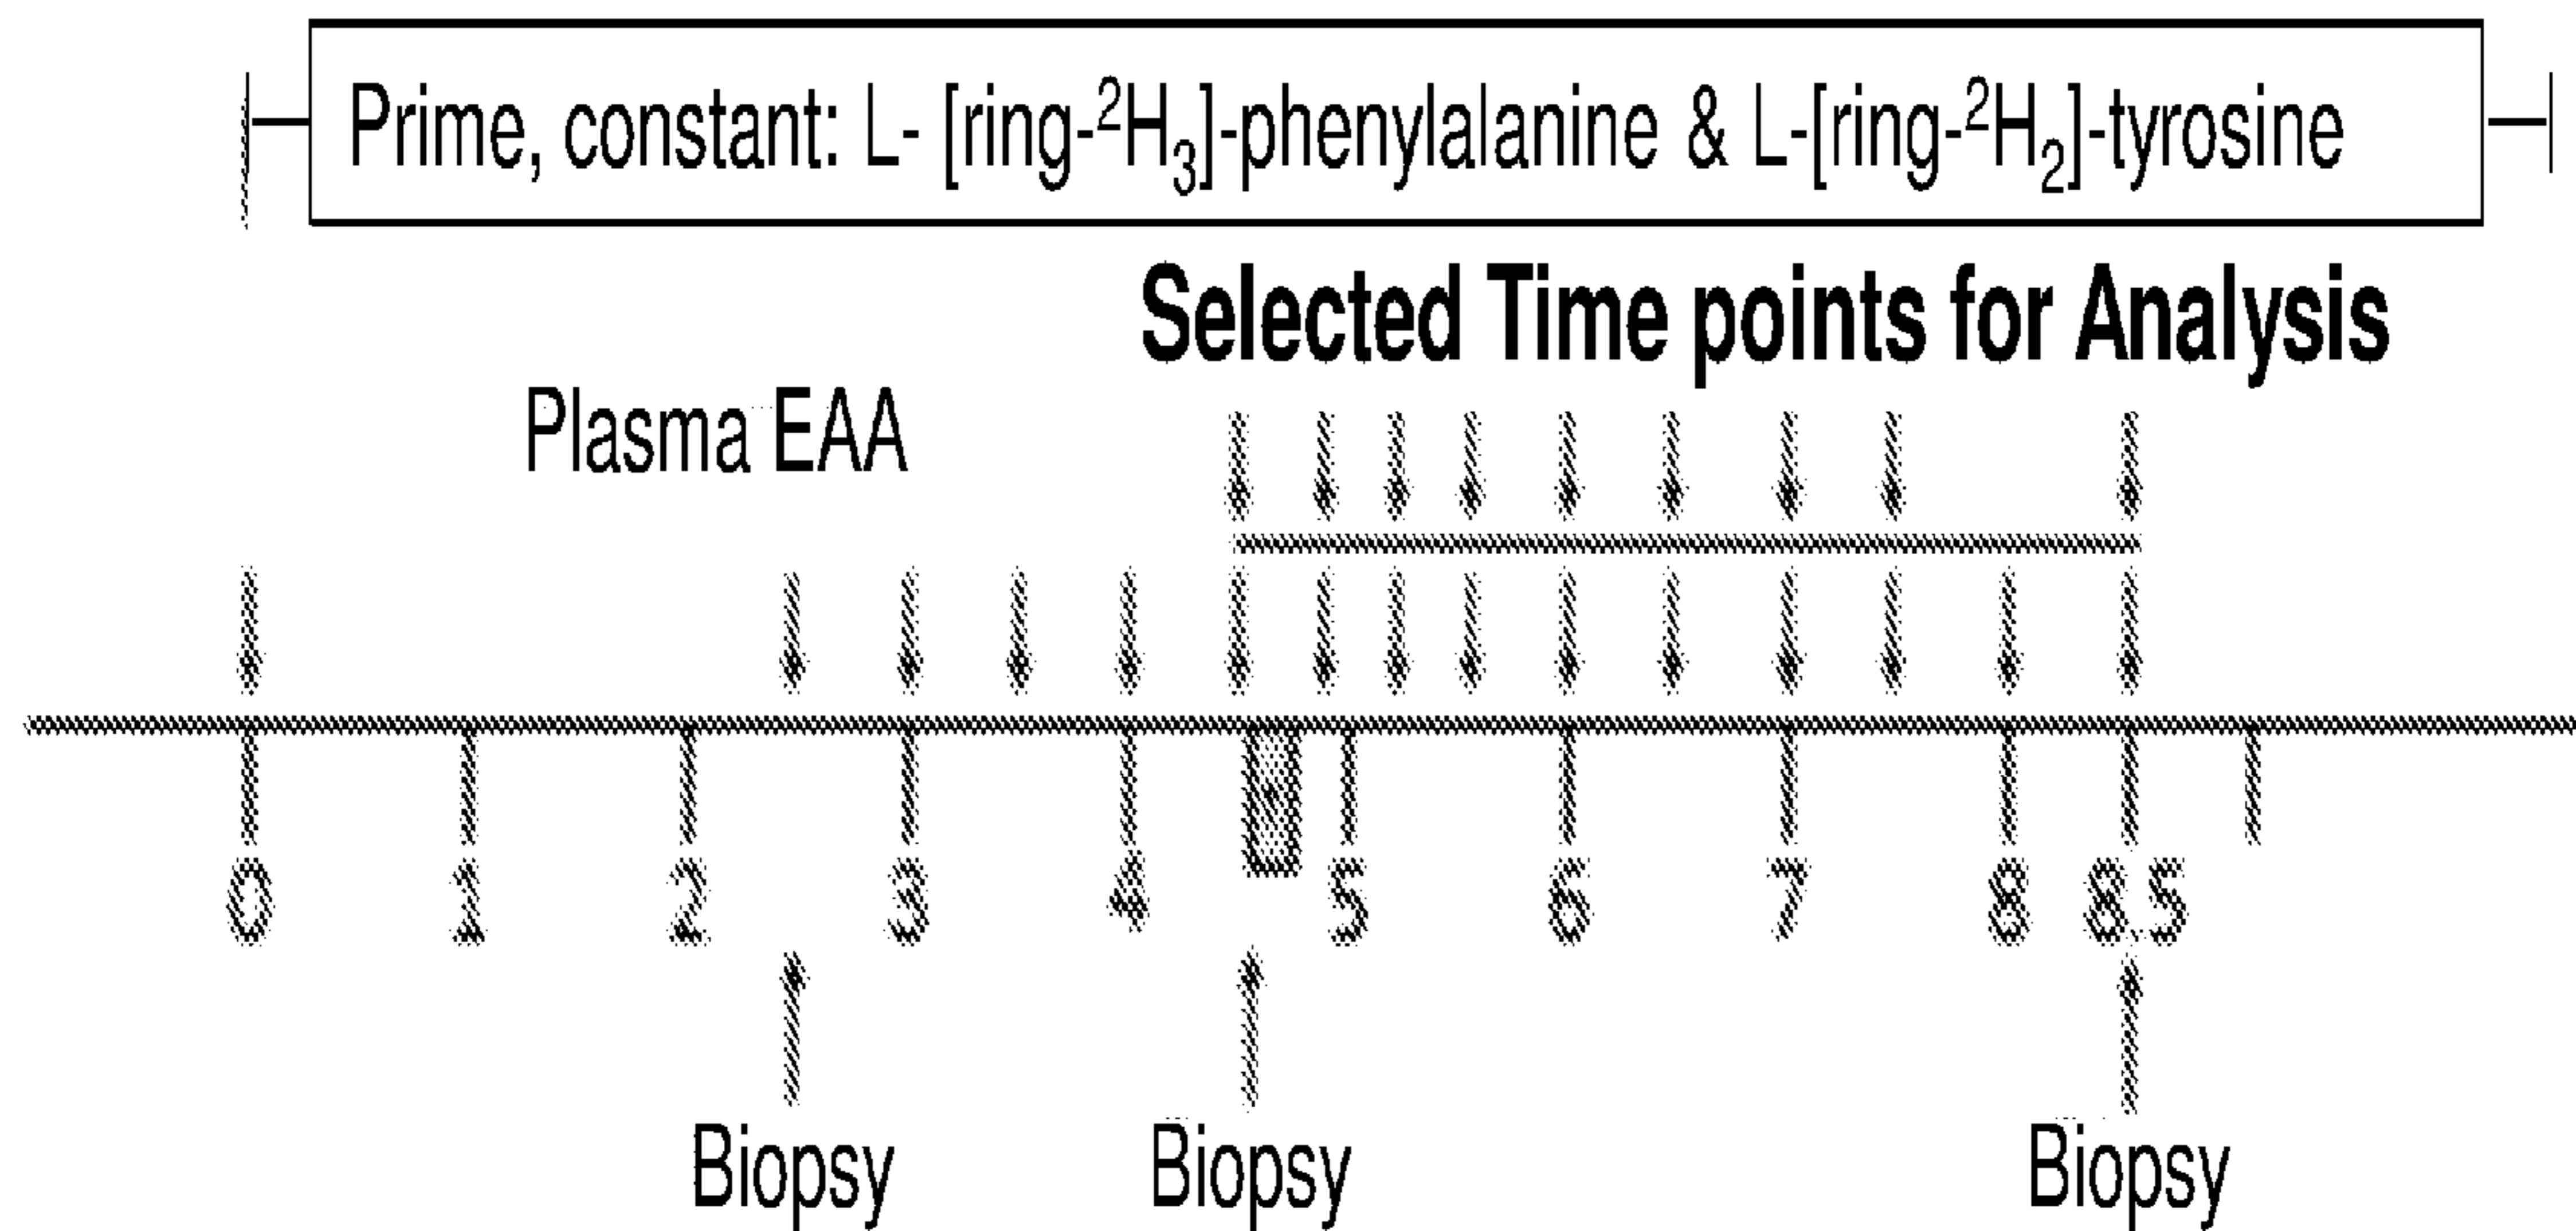 Prime, constant: L- [ring-²H₃]-phenylalanine & L-[ring-²H₂]-tyrosine
Selected Time points for Analysis
Plasma EAA
0 1 2 3 4 5 6 7 8 8.5
Biopsy Biopsy Biopsy